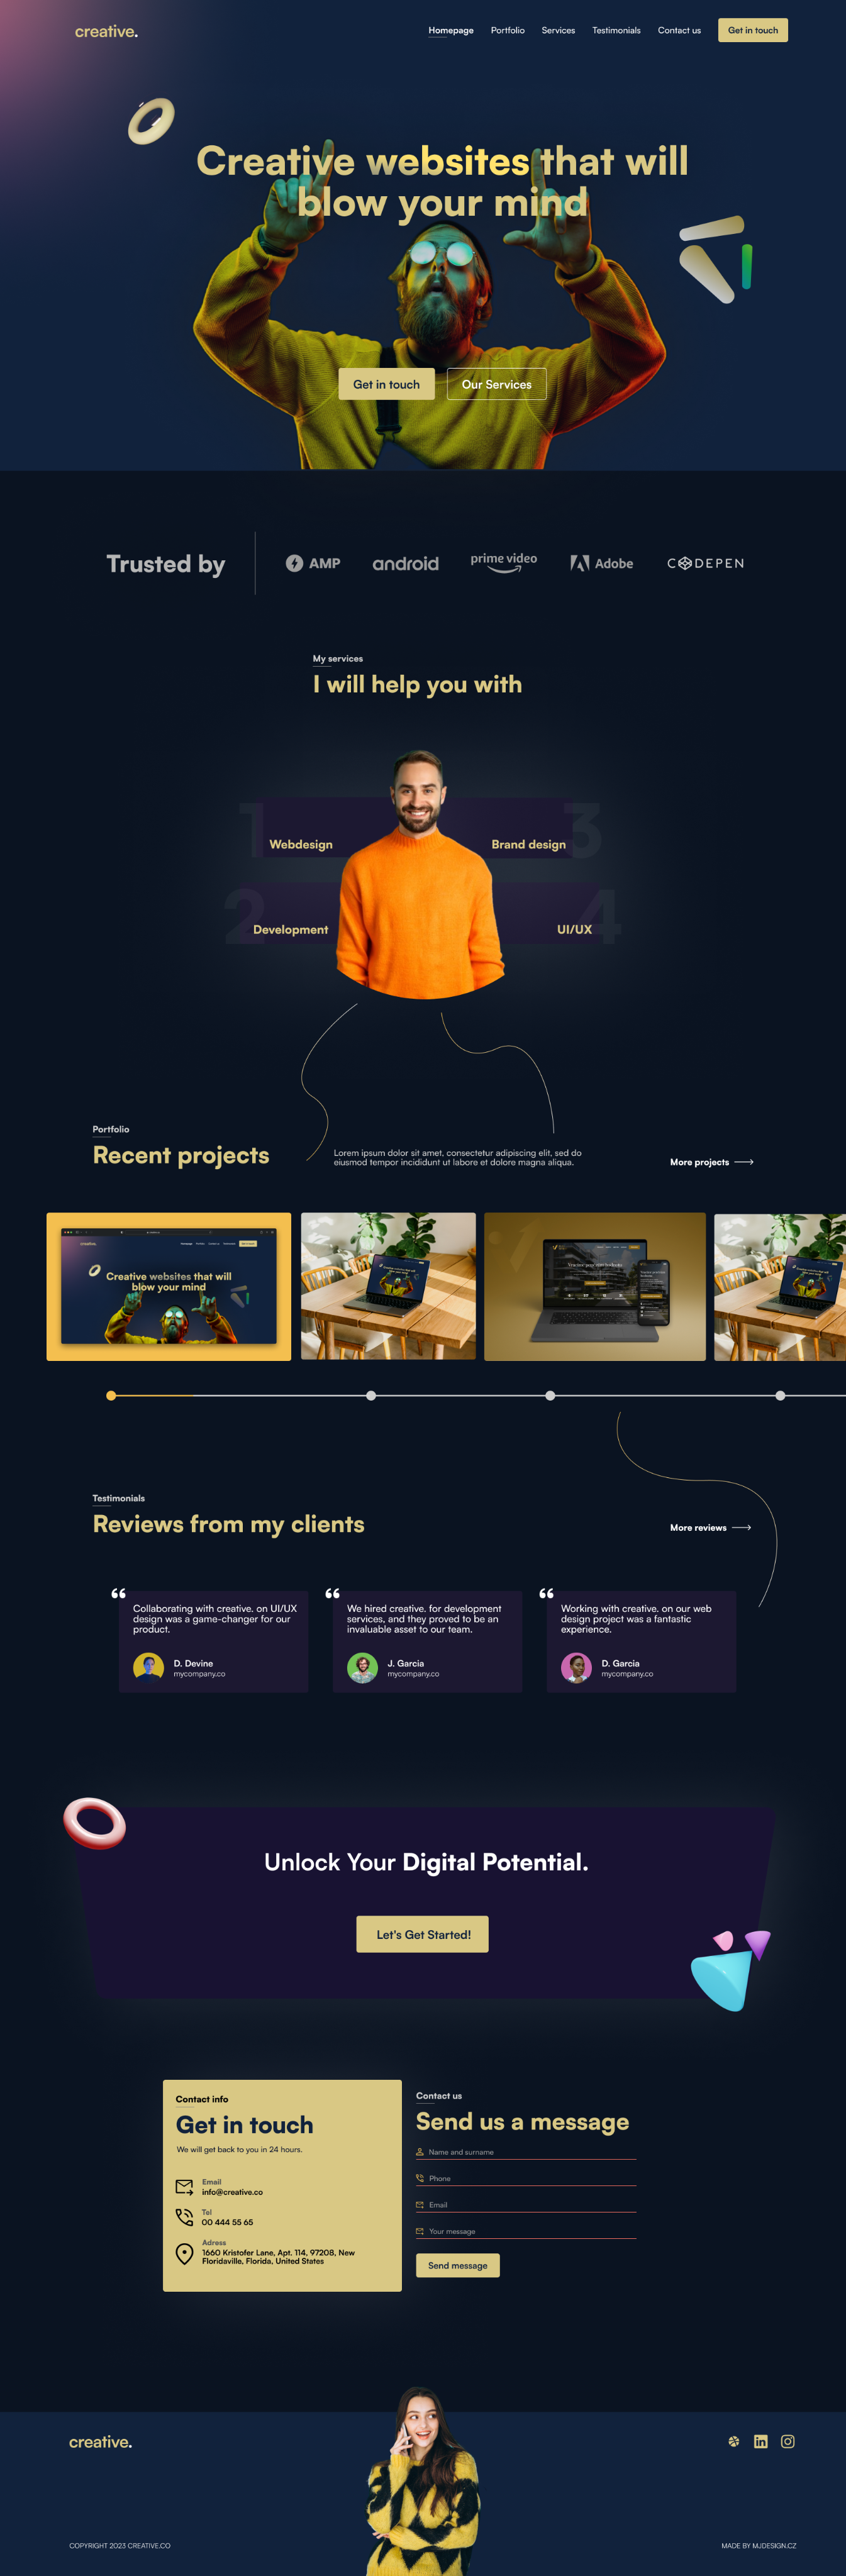 creative.
Homepage
Portfolio
Services
Testimonials
Contact us
Get in touch
Creative websites that will
blow your mind
Get in touch
Our Services
Trusted by
AMP
android
prime video
Adobe
CODEPEN
My services
I will help you with
1
Webdesign
3
Brand design
2
Development
4
UI/UX
Portfolio
Recent projects
Lorem ipsum dolor sit amet, consectetur adipiscing elit, sed do
eiusmod tempor incididunt ut labore et dolore magna aliqua.
More projects
creative.
Creative websites that will
blow your mind
Testimonials
Reviews from my clients
More reviews
“
Collaborating with creative. on UI/UX
design was a game-changer for our
product.
D. Devine
mycompany.co
“
We hired creative. for development
services, and they proved to be an
invaluable asset to our team.
J. Garcia
mycompany.co
“
Working with creative. on our web
design project was a fantastic
experience.
D. Garcia
mycompany.co
Unlock Your Digital Potential.
Let's Get Started!
Contact info
Get in touch
We will get back to you in 24 hours.
Email
info@creative.co
Tel
00 444 55 65
Adress
1660 Kristofer Lane, Apt. 114, 97208, New
Floridaville, Florida, United States
Contact us
Send us a message
Name and surname
Phone
Email
Your message
Send message
creative.
COPYRIGHT 2023 CREATIVE.CO
MADE BY MJDESIGN.CZ